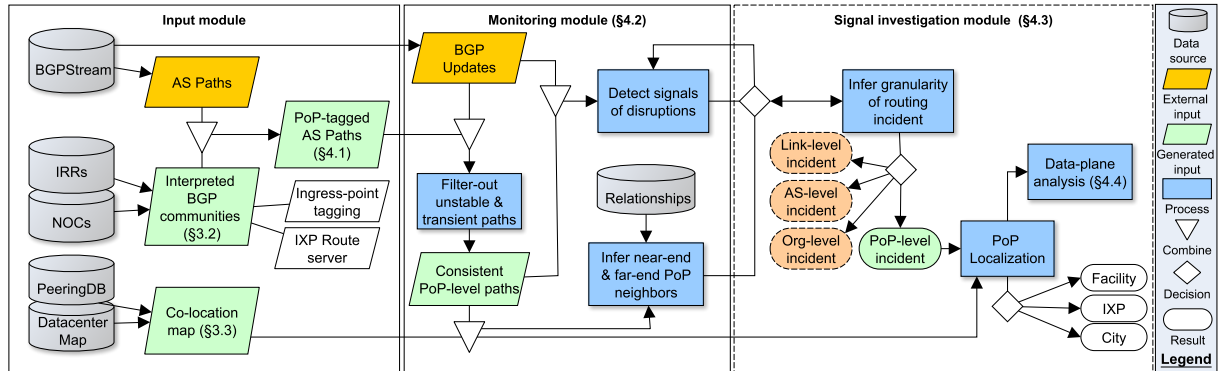 Input module
BGPStream
AS Paths
PoP-tagged
AS Paths
(§4.1)
IRRs
NOCs
Interpreted
BGP
communities
(§3.2)
Ingress-point
tagging
IXP Route
server
PeeringDB
Datacenter
Map
Co-location
map (§3.3)
Monitoring module (§4.2)
BGP
Updates
Detect signals
of disruptions
Filter-out
unstable &
transient paths
Relationships
Consistent
PoP-level paths
Infer near-end
& far-end PoP
neighbors
Signal investigation module (§4.3)
Infer granularity
of routing
incident
Link-level
incident
AS-level
incident
Org-level
incident
PoP-level
incident
Data-plane
analysis (§4.4)
PoP
Localization
Facility
IXP
City
Data
source
External
input
Generated
input
Process
Combine
Decision
Result
Legend